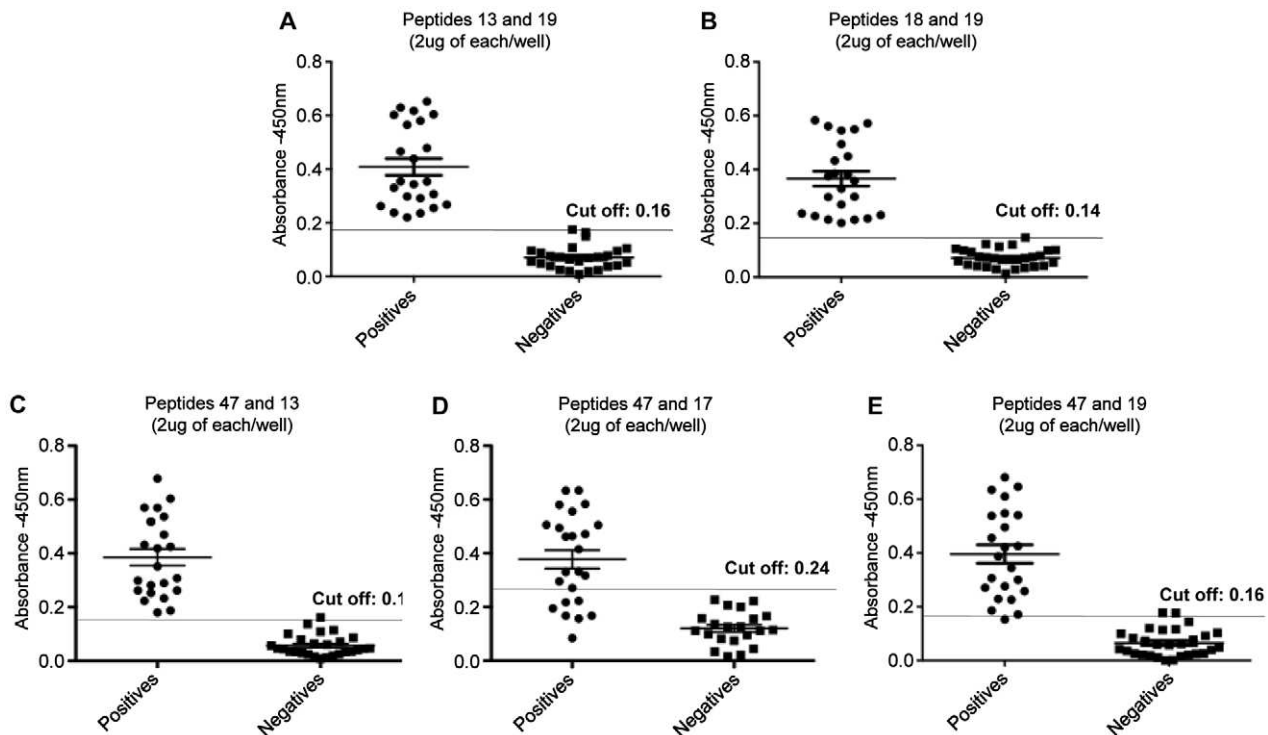 A
Peptides 13 and 19
(2ug of each/well)
Absorbance -450nm
0.8
0.6
0.4
0.2
0.0
Cut off: 0.16
Positives
Negatives
B
Peptides 18 and 19
(2ug of each/well)
Absorbance -450nm
0.8
0.6
0.4
0.2
0.0
Cut off: 0.14
Positives
Negatives
C
Peptides 47 and 13
(2ug of each/well)
Absorbance -450nm
0.8
0.6
0.4
0.2
0.0
Cut off: 0.1
Positives
Negatives
D
Peptides 47 and 17
(2ug of each/well)
Absorbance -450nm
0.8
0.6
0.4
0.2
0.0
Cut off: 0.24
Positives
Negatives
E
Peptides 47 and 19
(2ug of each/well)
Absorbance -450nm
0.8
0.6
0.4
0.2
0.0
Cut off: 0.16
Positives
Negatives